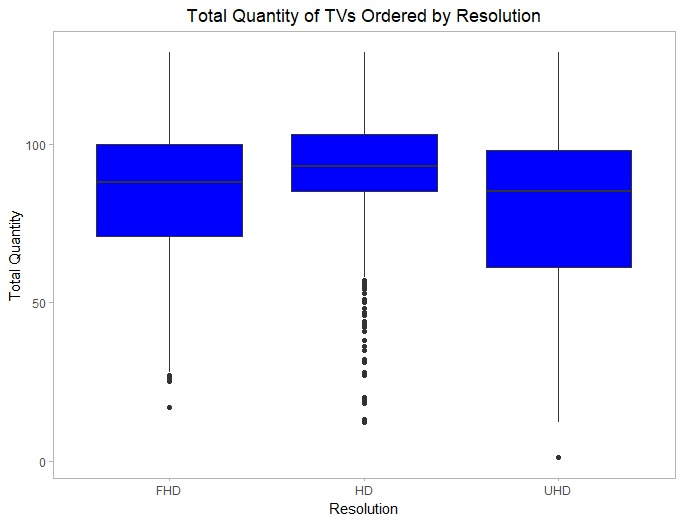 Total Quantity of TVs Ordered by Resolution
Total Quantity
100
50
0
FHD HD UHD
Resolution